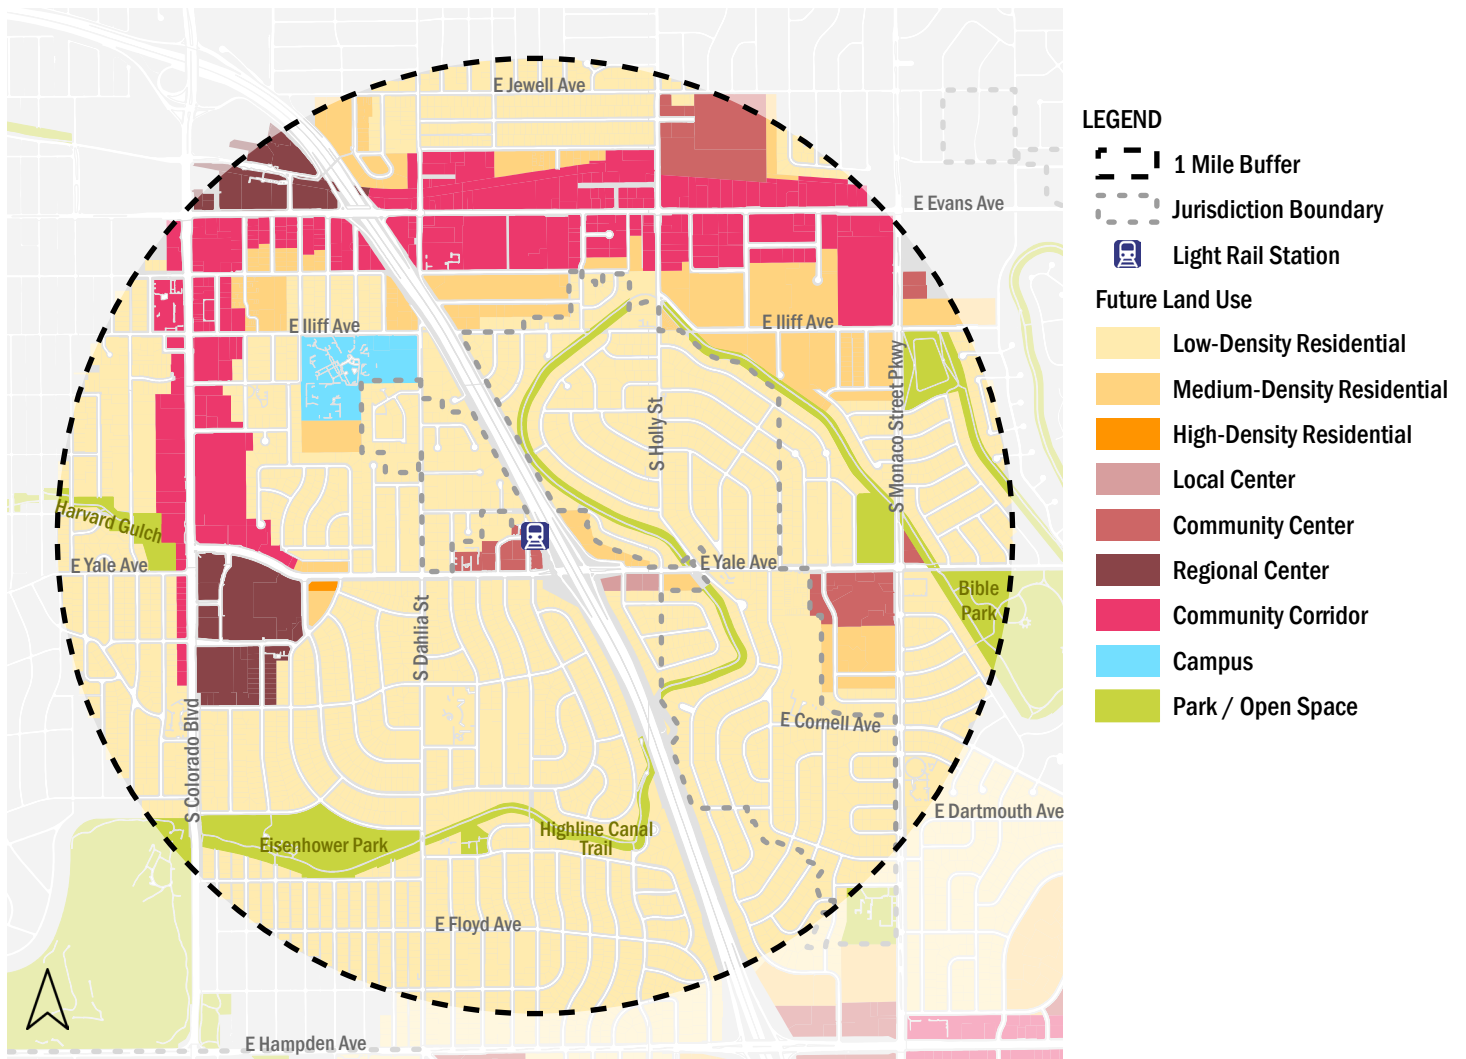 E Jewell Ave
E Evans Ave
E Iliff Ave
E Iliff Ave
S Monaco Street Pkwy
S Holly St
Harvard Gulch
E Yale Ave
E Yale Ave
Bible
Park
S Dahlia St
S Colorado Blvd
E Cornell Ave
E Dartmouth Ave
Eisenhower Park
Highline Canal
Trail
E Floyd Ave
E Hampden Ave
LEGEND
1 Mile Buffer
Jurisdiction Boundary
Light Rail Station
Future Land Use
Low-Density Residential
Medium-Density Residential
High-Density Residential
Local Center
Community Center
Regional Center
Community Corridor
Campus
Park / Open Space